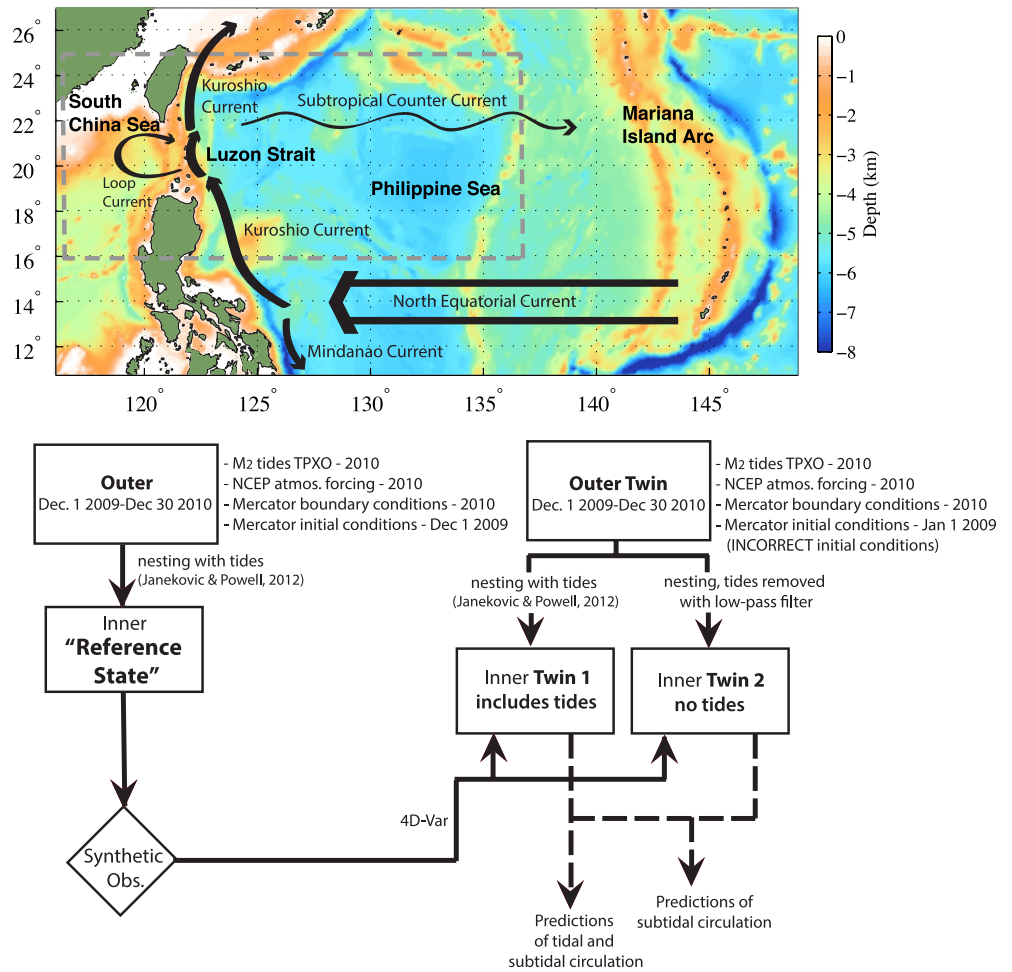 26°
24°
22°
20°
18°
16°
14°
12°
South
China Sea
Kuroshio
Current
Subtropical Counter Current
Mariana
Island Arc
Luzon Strait
Loop
Current
Philippine Sea
Kuroshio Current
North Equatorial Current
Mindanao Current
120°
125°
130°
135°
140°
145°
0
−1
−2
−3
−4
−5
−6
−7
−8
Depth (km)
Outer
Dec. 1 2009-Dec 30 2010
- M2 tides TPXO - 2010
- NCEP atmos. forcing - 2010
- Mercator boundary conditions - 2010
- Mercator initial conditions - Dec 1 2009
nesting with tides
(Janekovic & Powell, 2012)
Inner
“Reference
State”
Synthetic
Obs.
4D-Var
Outer Twin
Dec. 1 2009-Dec 30 2010
- M2 tides TPXO - 2010
- NCEP atmos. forcing - 2010
- Mercator boundary conditions - 2010
- Mercator initial conditions - Jan 1 2009
(INCORRECT initial conditions)
nesting with tides
(Janekovic & Powell, 2012)
nesting, tides removed
with low-pass filter
Inner Twin 1
includes tides
Inner Twin 2
no tides
Predictions
of tidal and
subtidal circulation
Predictions of
subtidal circulation